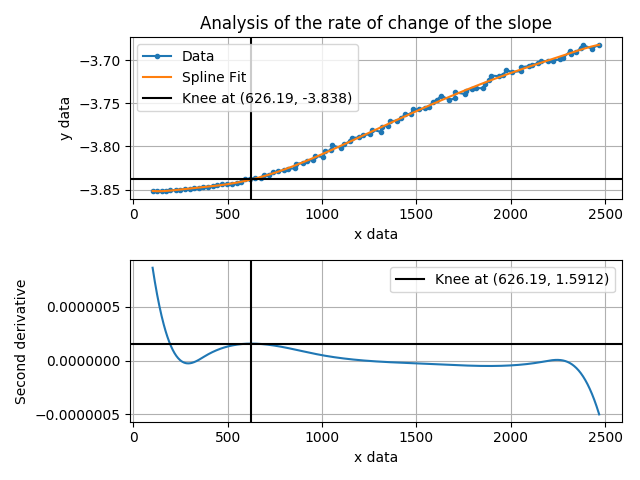 Analysis of the rate of change of the slope
Data
Spline Fit
Knee at (626.19, -3.838)
y data
−3.70
−3.75
−3.80
−3.85
0 500 1000 1500 2000 2500
x data
Knee at (626.19, 1.5912)
Second derivative
0.0000005
0.0000000
−0.0000005
0 500 1000 1500 2000 2500
x data